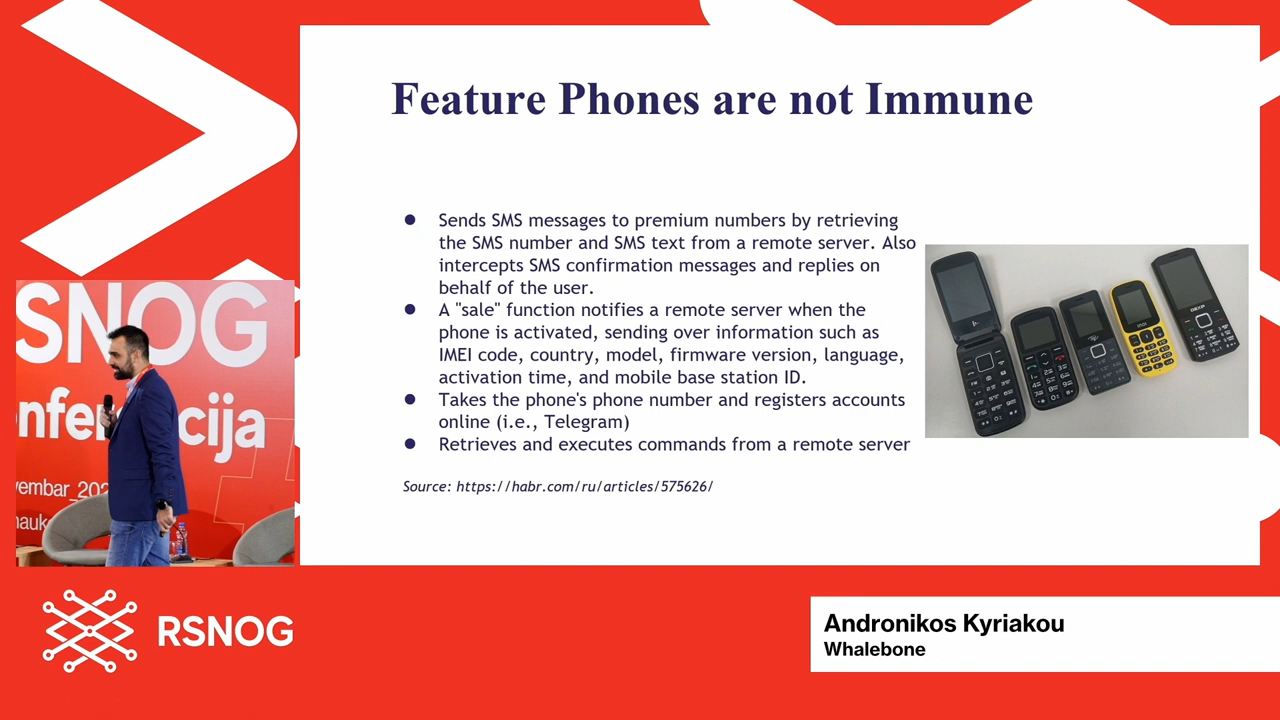 Feature Phones are not Immune
● Sends SMS messages to premium numbers by retrieving
the SMS number and SMS text from a remote server. Also
intercepts SMS confirmation messages and replies on
behalf of the user.
● A "sale" function notifies a remote server when the
phone is activated, sending over information such as
IMEI code, country, model, firmware version, language,
activation time, and mobile base station ID.
● Takes the phone's phone number and registers accounts
online (i.e., Telegram)
● Retrieves and executes commands from a remote server
Source: https://habr.com/ru/articles/575626/
SNOG
nfe
cija
vembar_202
nauk
RSNOG
Andronikos Kyriakou
Whalebone